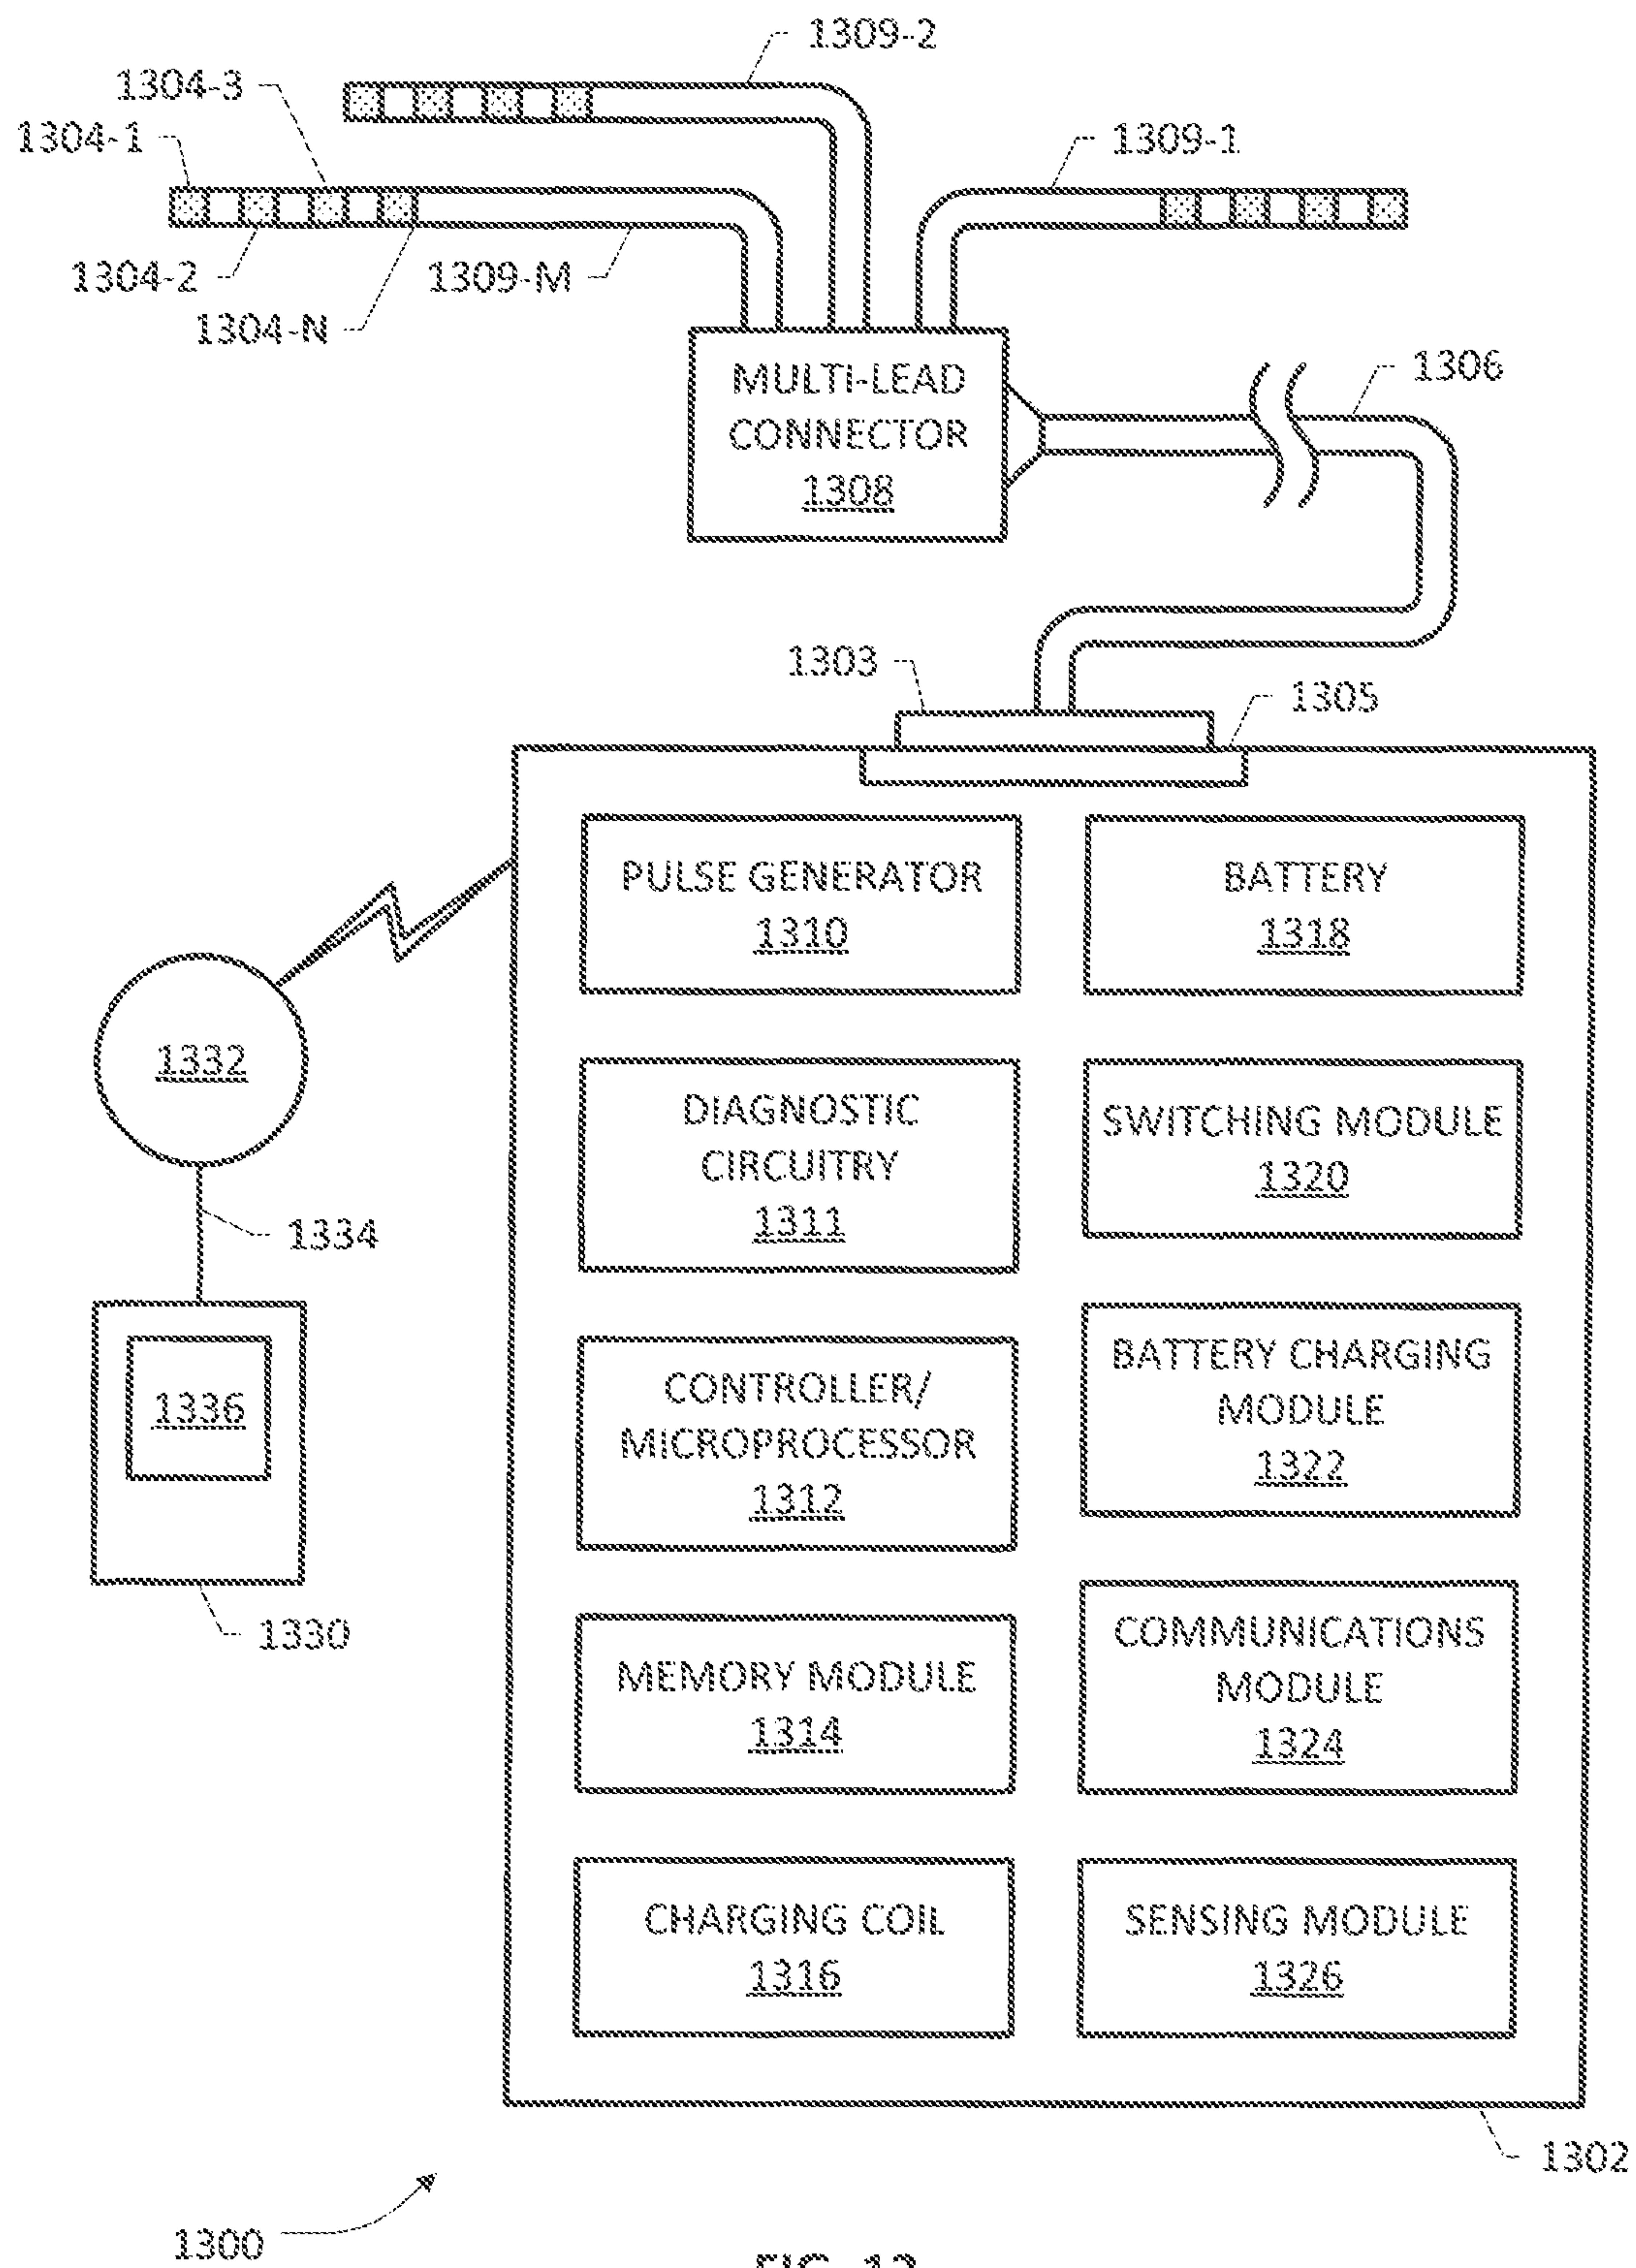 1309-2
1304-3
1304-1
1309-1
1304-2
1309-M
1304-N
1306
MULTI-LEAD
CONNECTOR
1308
1303
1305
PULSE GENERATOR
1310
BATTERY
1318
1332
DIAGNOSTIC
CIRCUITRY
1311
SWITCHING MODULE
1320
1334
1336
CONTROLLER/
MICROPROCESSOR
1312
BATTERY CHARGING
MODULE
1322
1330
MEMORY MODULE
1314
COMMUNICATIONS
MODULE
1324
CHARGING COIL
1316
SENSING MODULE
1326
1302
1300